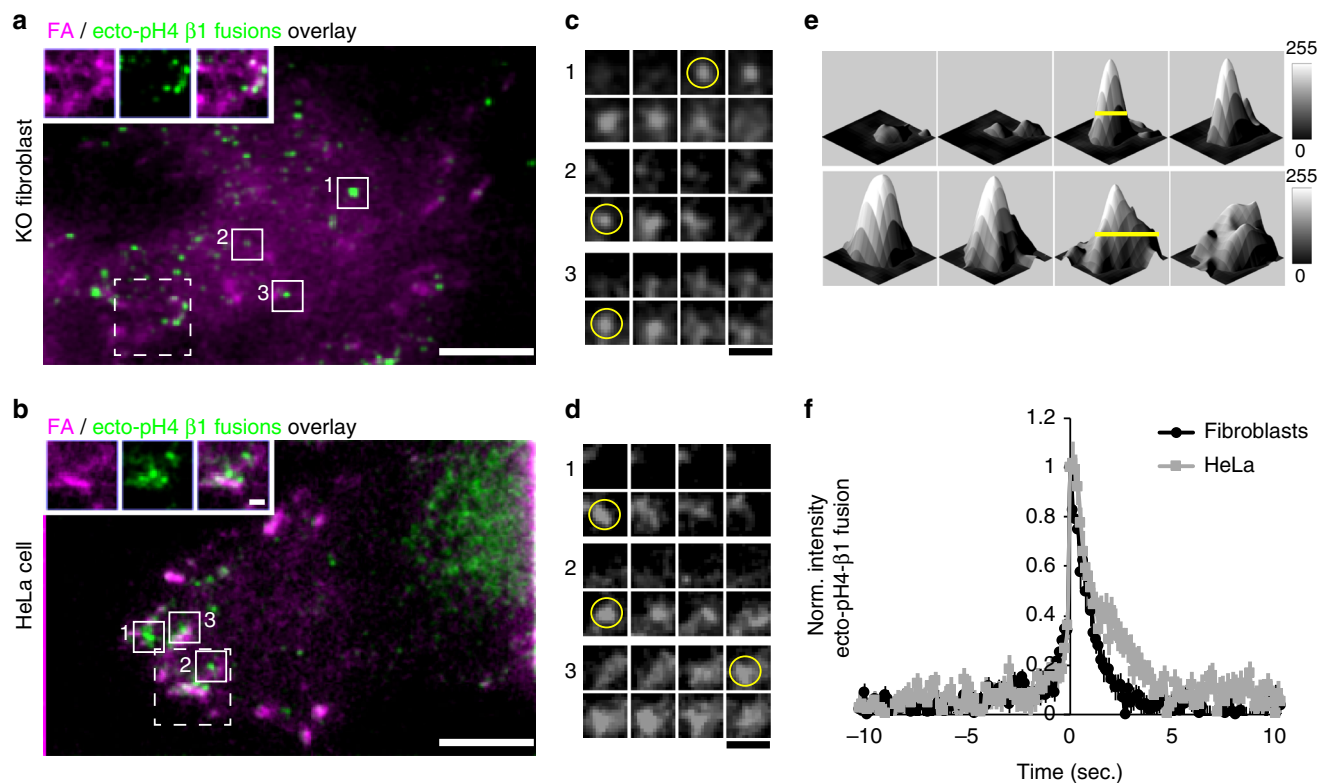 a
FA / ecto-pH4 β1 fusions overlay
KO fibroblast
1
2
3
b
FA / ecto-pH4 β1 fusions overlay
HeLa cell
1
3
2
c
1
2
3
d
1
2
3
e
255
0
255
0
f
Norm. intensity
ecto-pH4-β1 fusion
1.2
1
0.8
0.6
0.4
0.2
0
Fibroblasts
HeLa
–10
–5
0
5
10
Time (sec.)